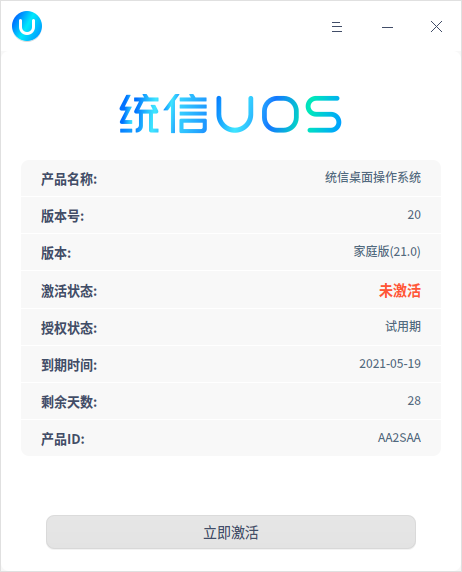 统信UOS
产品名称: 统信桌面操作系统
版本号: 20
版本: 家庭版(21.0)
激活状态: 未激活
授权状态: 试用期
到期时间: 2021-05-19
剩余天数: 28
产品ID: AA2SAA
立即激活